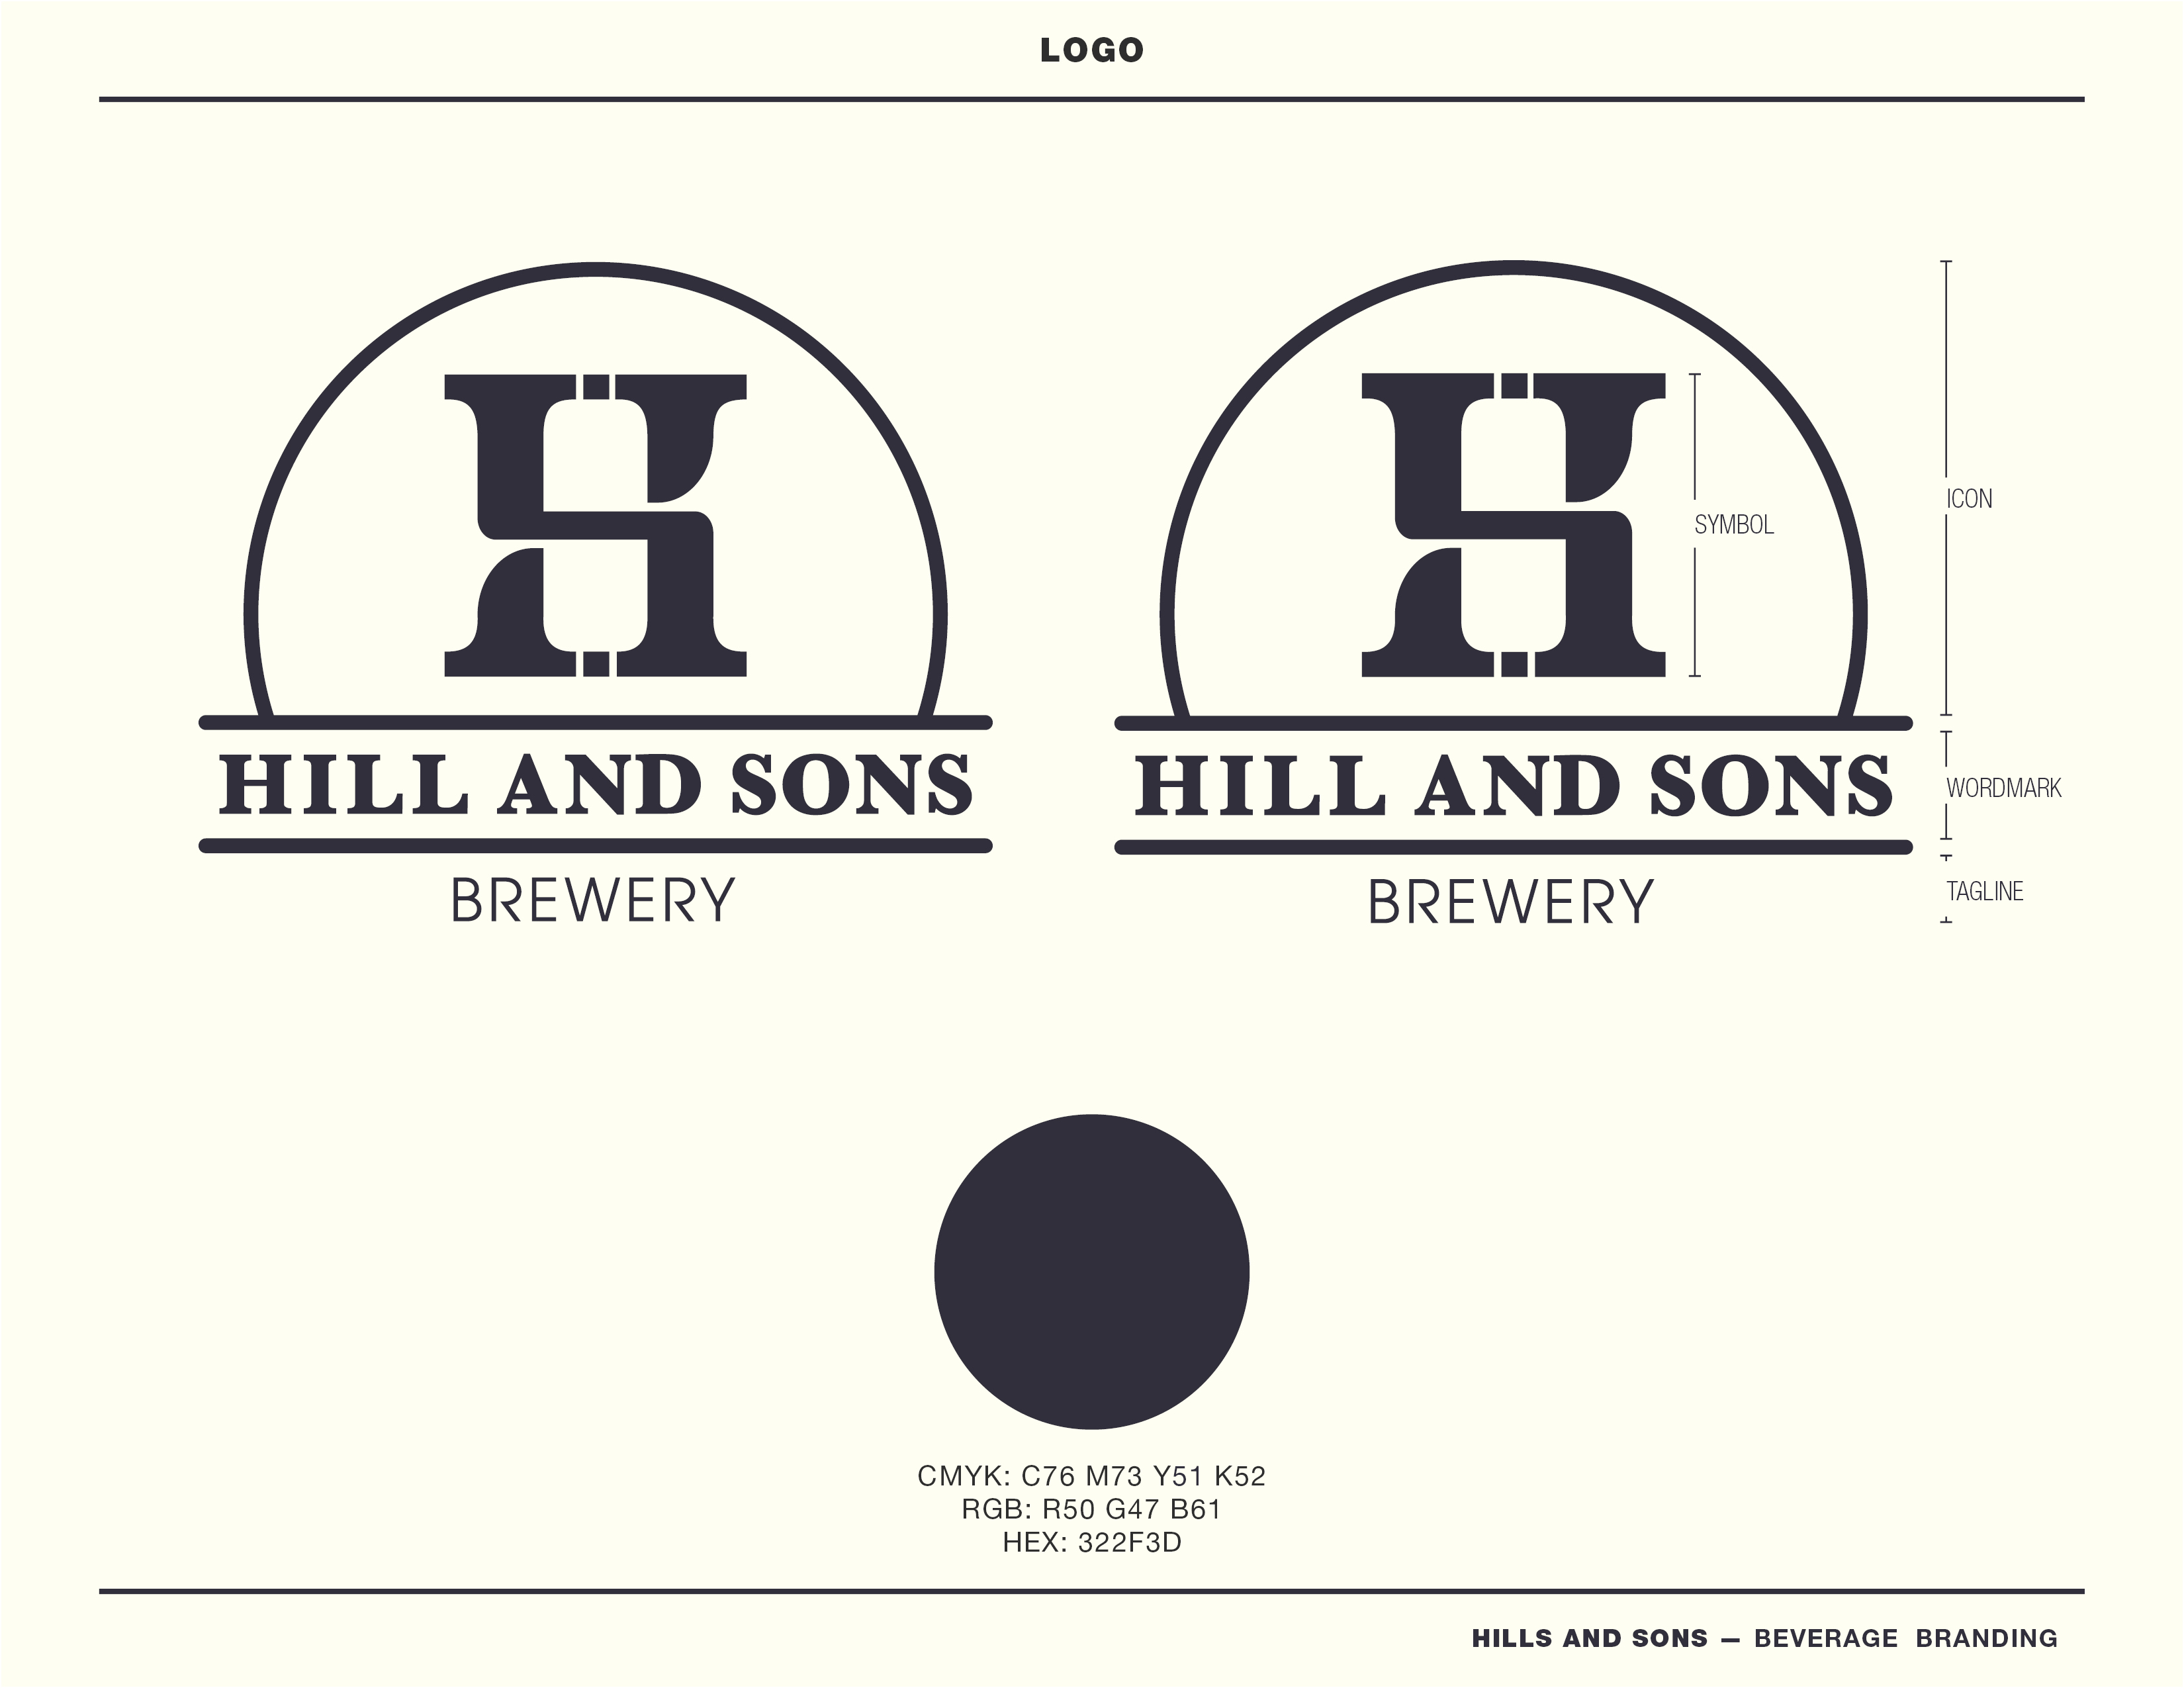 LOGO
HILL AND SONS
BREWERY
HILL AND SONS
BREWERY
SYMBOL
ICON
WORDMARK
TAGLINE
CMYK: C76 M73 Y51 K52
RGB: R50 G47 B61
HEX: 322F3D
HILLS AND SONS — BEVERAGE BRANDING